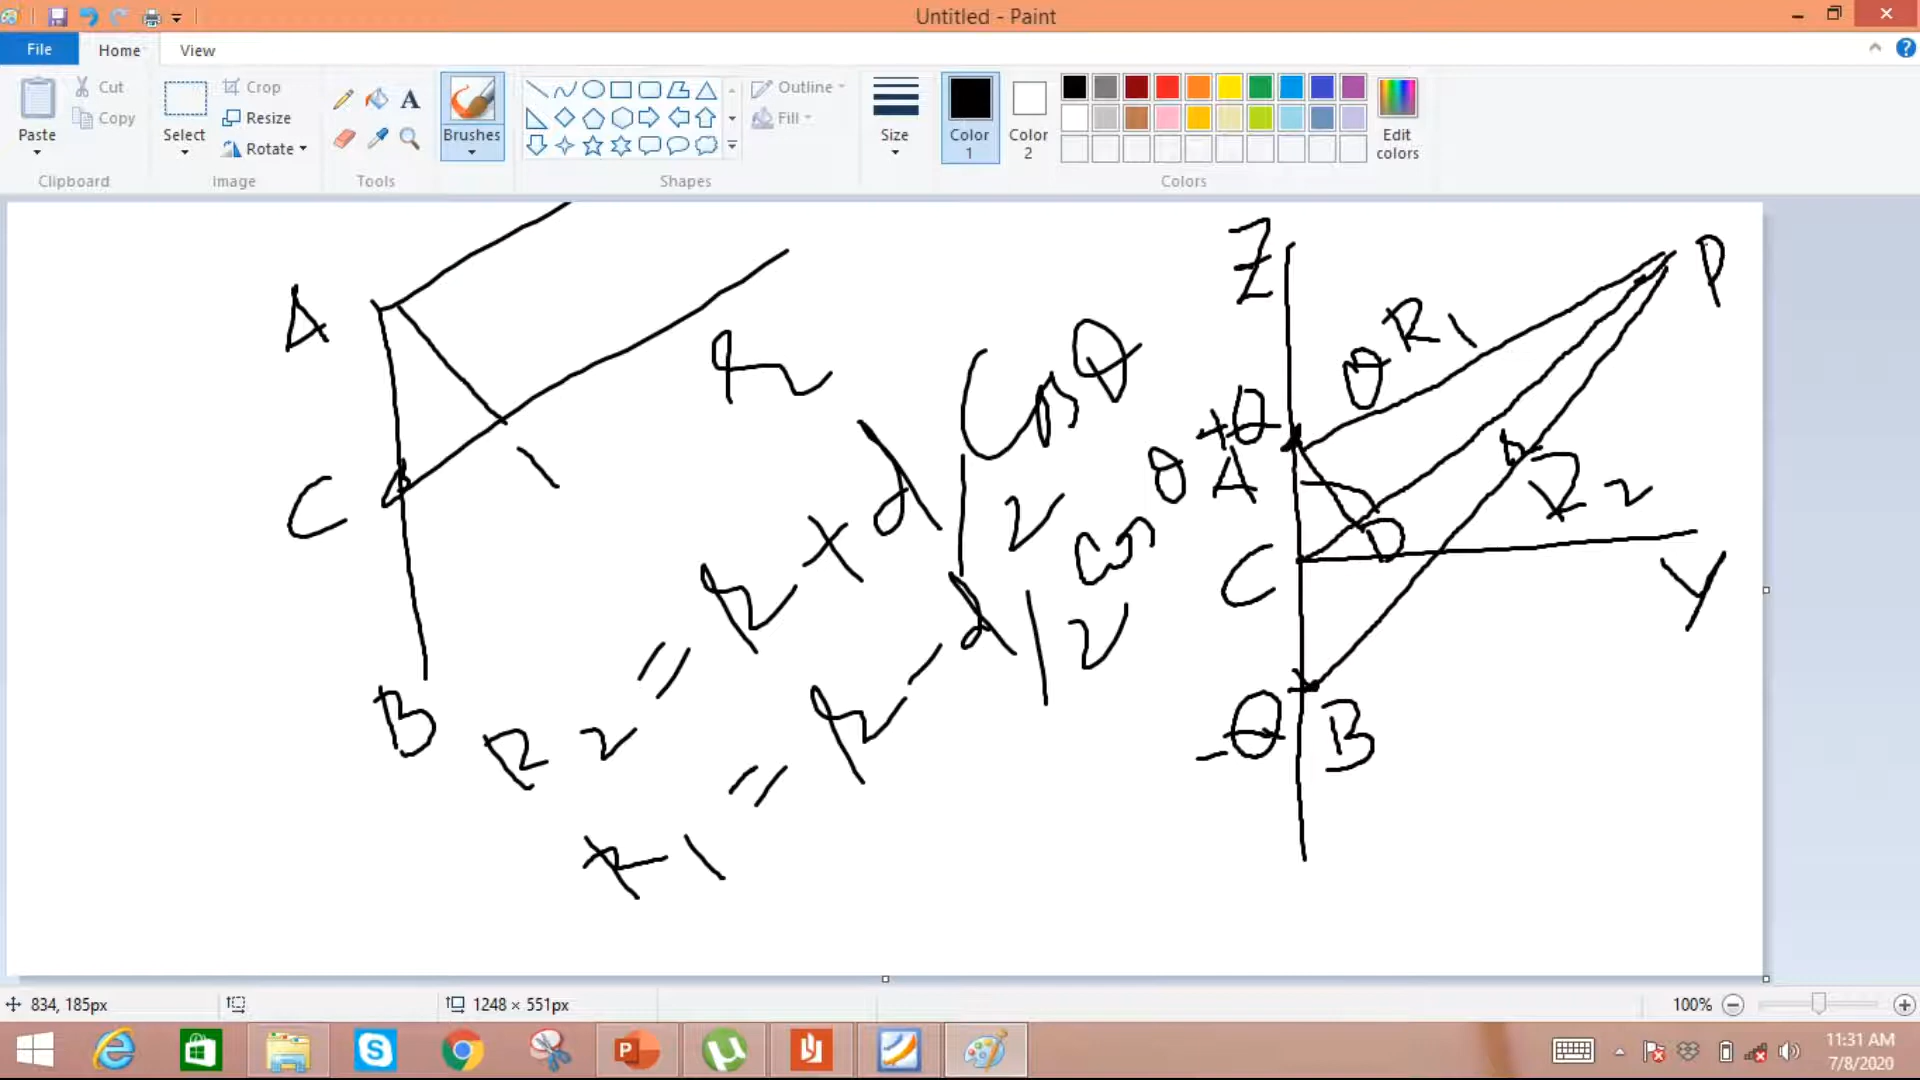 Untitled - Paint
File
Home
View
Paste
Cut
Copy
Clipboard
Select
Crop
Resize
Rotate
Image
A
Tools
Brushes
Shapes
Outline
Fill
Size
Color 1
Color 2
Edit colors
Colors
A
C
B
r
R2 = r + d/2 Cosθ
R1 = r - d/2 Cosθ
Z
P
θ
R1
+Q
A
D
R2
C
Y
-Q
B
834, 185px
1248 × 551px
100%
11:31 AM
7/8/2020